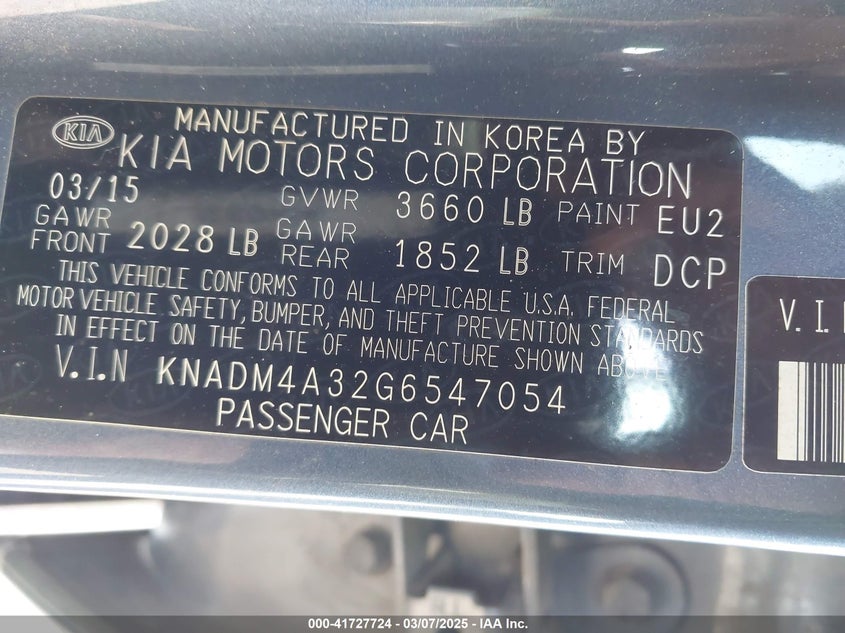 KIA
MANUFACTURED IN KOREA BY
KIA MOTORS CORPORATION
03/15 GVWR 3660 LB PAINT EU2
GAWR FRONT 2028 LB GAWR REAR 1852 LB TRIM DCP
THIS VEHICLE CONFORMS TO ALL APPLICABLE U.S.A. FEDERAL
MOTOR VEHICLE SAFETY, BUMPER, AND THEFT PREVENTION STANDARDS
IN EFFECT ON THE DATE OF MANUFACTURE SHOWN ABOVE
V.I.N KNADM4A32G6547054
PASSENGER CAR
V.I.
000-41727724 - 03/07/2025 - IAA Inc.